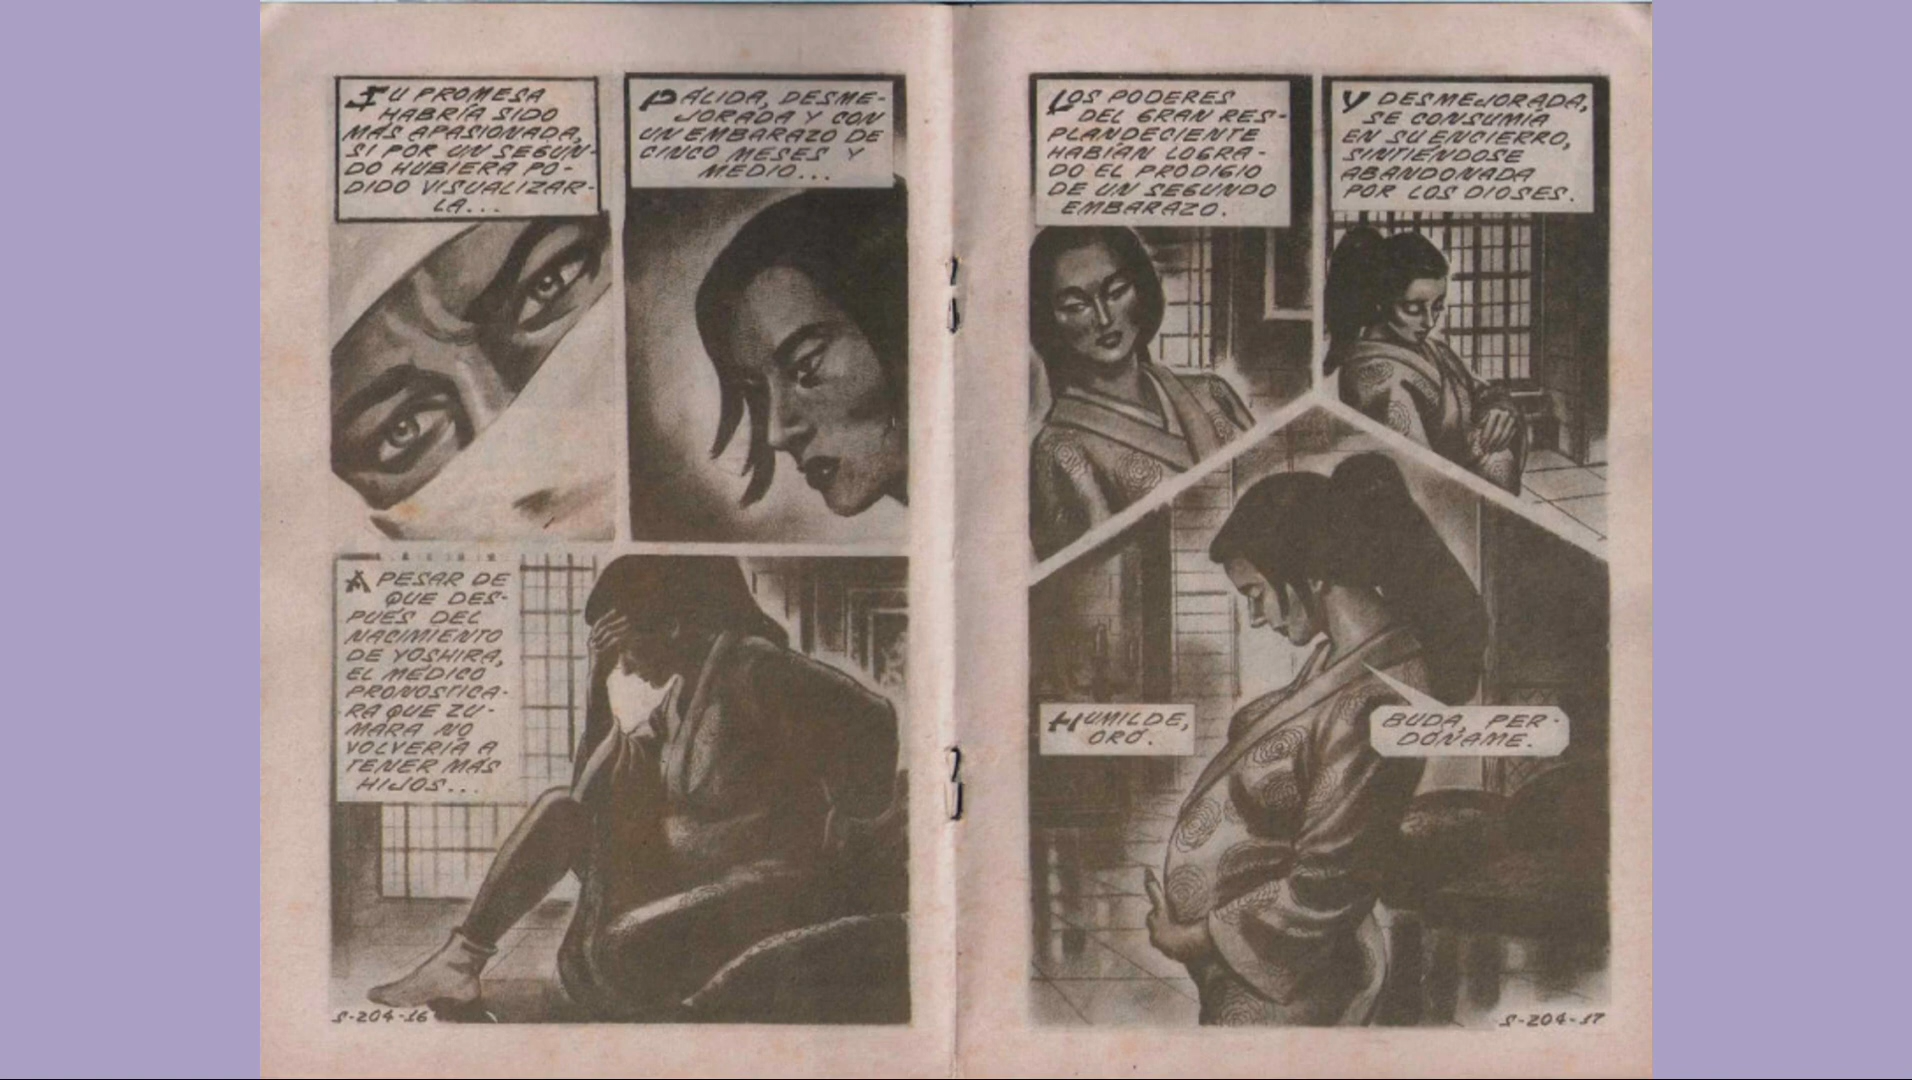 SU PROMESA
HABRÍA SIDO
MÁS APASIONADA,
SI POR UN SEGUN-
DO HUBIERA PO-
DIDO VISUALIZAR-
LA...
PÁLIDA, DESME-
JORADA Y CON
UN EMBARAZO DE
CINCO MESES Y
MEDIO...
A PESAR DE
QUE DES-
PUÉS DEL
NACIMIENTO
DE YOSHIRA,
EL MÉDICO
PRONOSTICA-
RA QUE ZU-
MARA NO
VOLVERÍA A
TENER MÁS
HIJOS...
S-204-16
LOS PODERES
DEL GRAN RES-
PLANDECIENTE
HABÍAN LOGRA-
DO EL PRODIGIO
DE UN SEGUNDO
EMBARAZO.
Y DESMEJORADA,
SE CONSUMÍA
EN SU ENCIERRO,
SINTIÉNDOSE
ABANDONADA
POR LOS DIOSES.
HUMILDE,
ORÓ.
BUDA, PER-
DÓNAME.
S-204-17